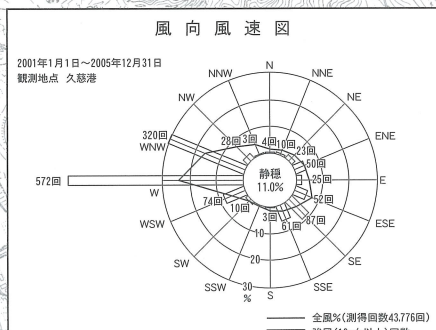 風向風速図
2001年1月1日～2005年12月31日
観測地点 久慈港
N
NNW
NNE
NW
NE
320回
WNW
28回
3回
4回
10回
23回
ENE
50回
572回
W
静穏
11.0%
25回
E
52回
ESE
WSW
74回
10回
3回
61回
87回
SE
SW
10
20
SSW
30
%
S
SSE
全風%(測得回数43,776回)